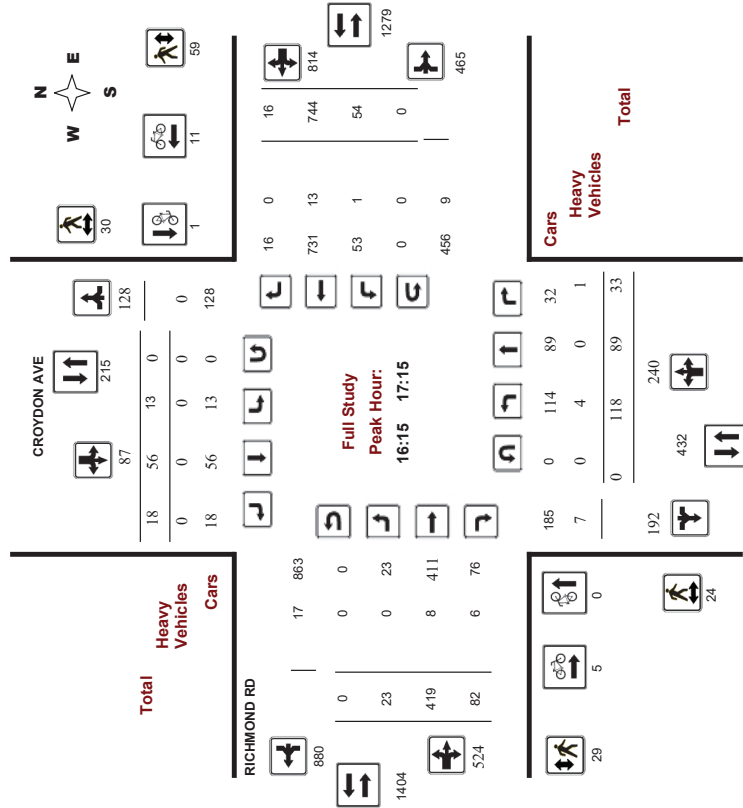 N
W E
S
30
59
1
11
CROYDON AVE
87
215
128
18 56 13 0
0 0 0 0 0
18 56 13 0 128
Total
Heavy
Vehicles
Cars
RICHMOND RD
880
17 863
0 0 0
23 0 23
419 8 411
82 6 76
1404
524
Full Study
Peak Hour:
16:15 17:15
16 0 16
731 13 744
53 1 54
0 0 0
456 9
814
1279
465
Cars
Heavy
Vehicles
Total
185 0 114 89 32
7 0 4 0 1
0 118 89 33
192
432
240
29
5
0
24